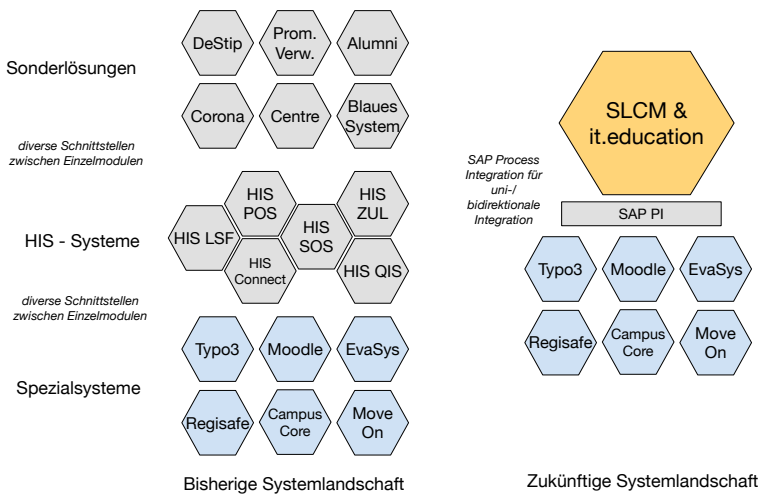 DeStip
Prom.
Verw.
Alumni
Sonderlösungen
Corona
Centre
Blaues
System
diverse Schnittstellen
zwischen Einzelmodulen
HIS - Systeme
HIS LSF
HIS
POS
HIS
Connect
HIS
SOS
HIS
ZUL
HIS QIS
diverse Schnittstellen
zwischen Einzelmodulen
Typo3
Moodle
EvaSys
Spezialsysteme
Regisafe
Campus
Core
Move
On
Bisherige Systemlandschaft
SLCM &
it.education
SAP Process
Integration für
uni-/
bidirektionale
Integration
SAP PI
Typo3
Moodle
EvaSys
Regisafe
Campus
Core
Move
On
Zukünftige Systemlandschaft